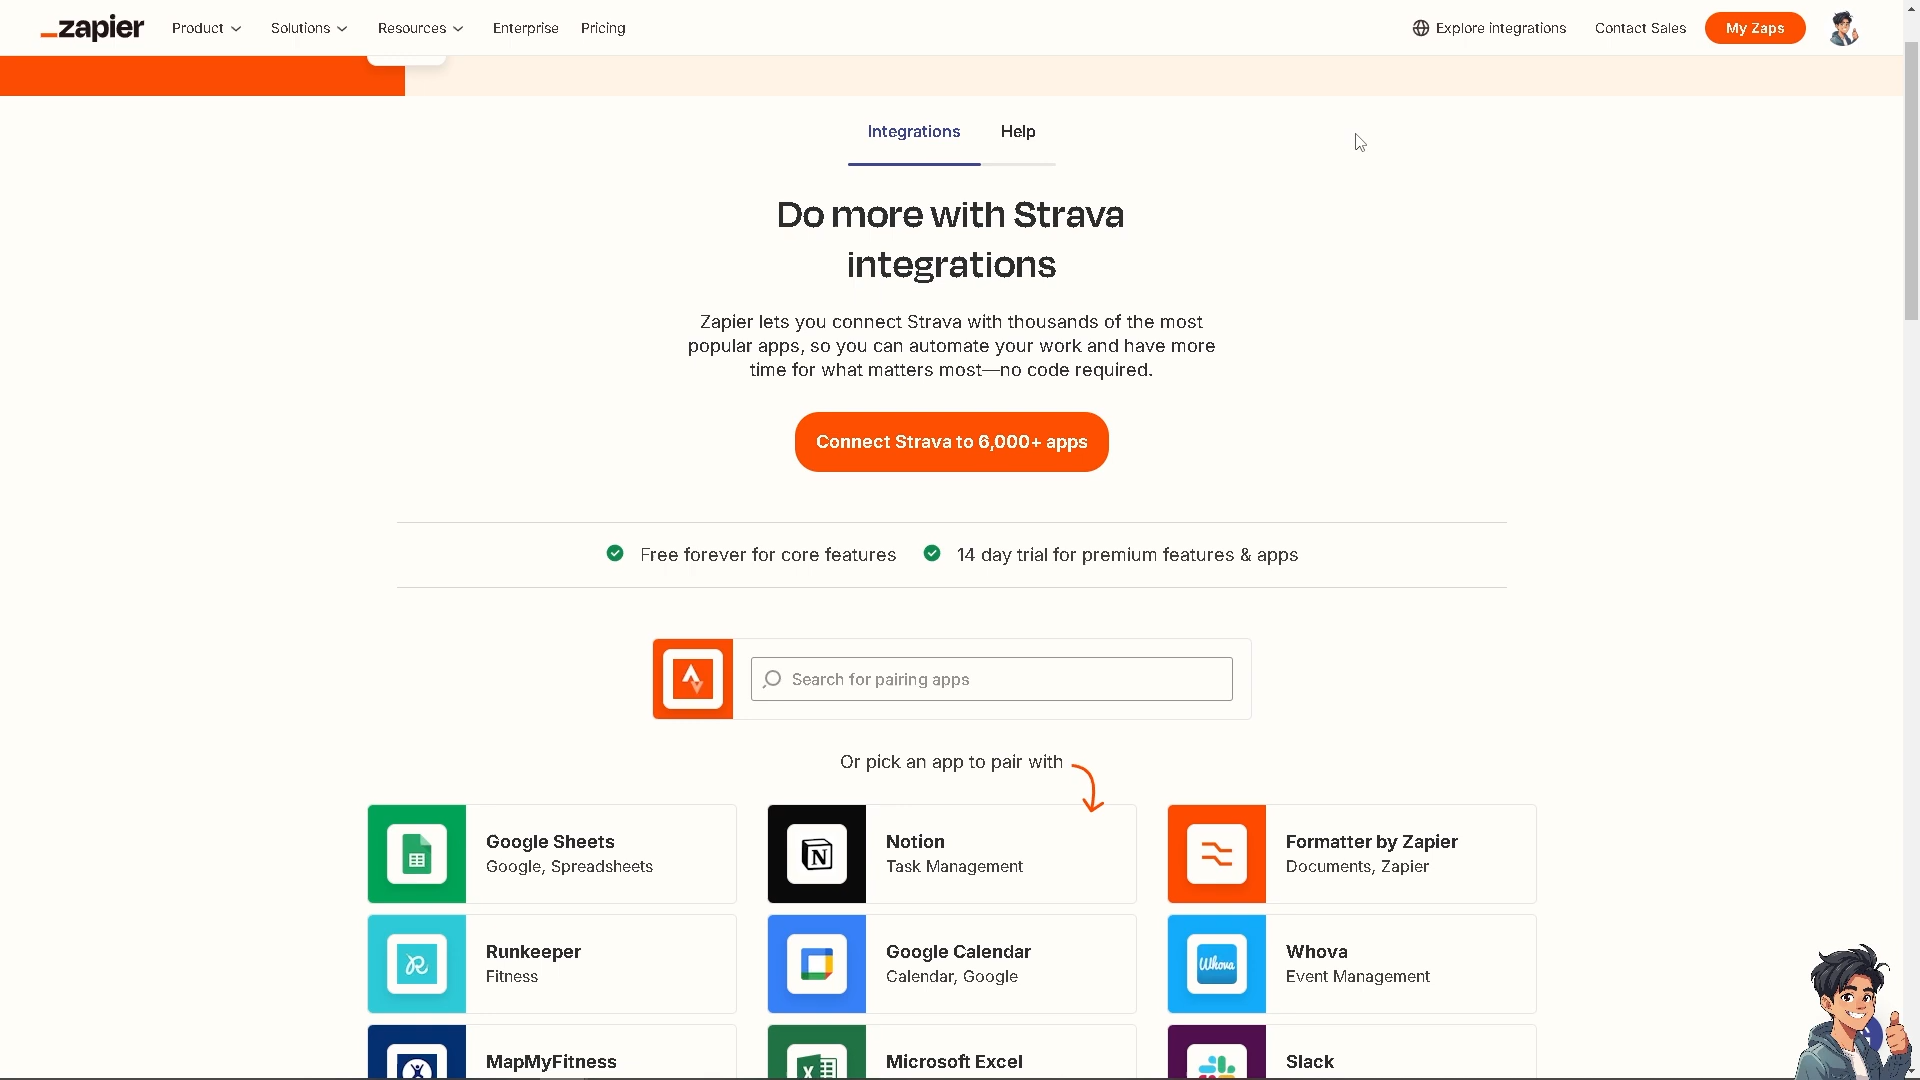 zapier
Product
Solutions
Resources
Enterprise
Pricing
Explore integrations
Contact Sales
My Zaps
Integrations
Help
Do more with Strava
integrations
Zapier lets you connect Strava with thousands of the most
popular apps, so you can automate your work and have more
time for what matters most—no code required.
Connect Strava to 6,000+ apps
Free forever for core features
14 day trial for premium features & apps
Search for pairing apps
Or pick an app to pair with
Google Sheets
Google, Spreadsheets
Notion
Task Management
Formatter by Zapier
Documents, Zapier
Runkeeper
Fitness
Google Calendar
Calendar, Google
Whova
Whova
Event Management
MapMyFitness
Microsoft Excel
Slack